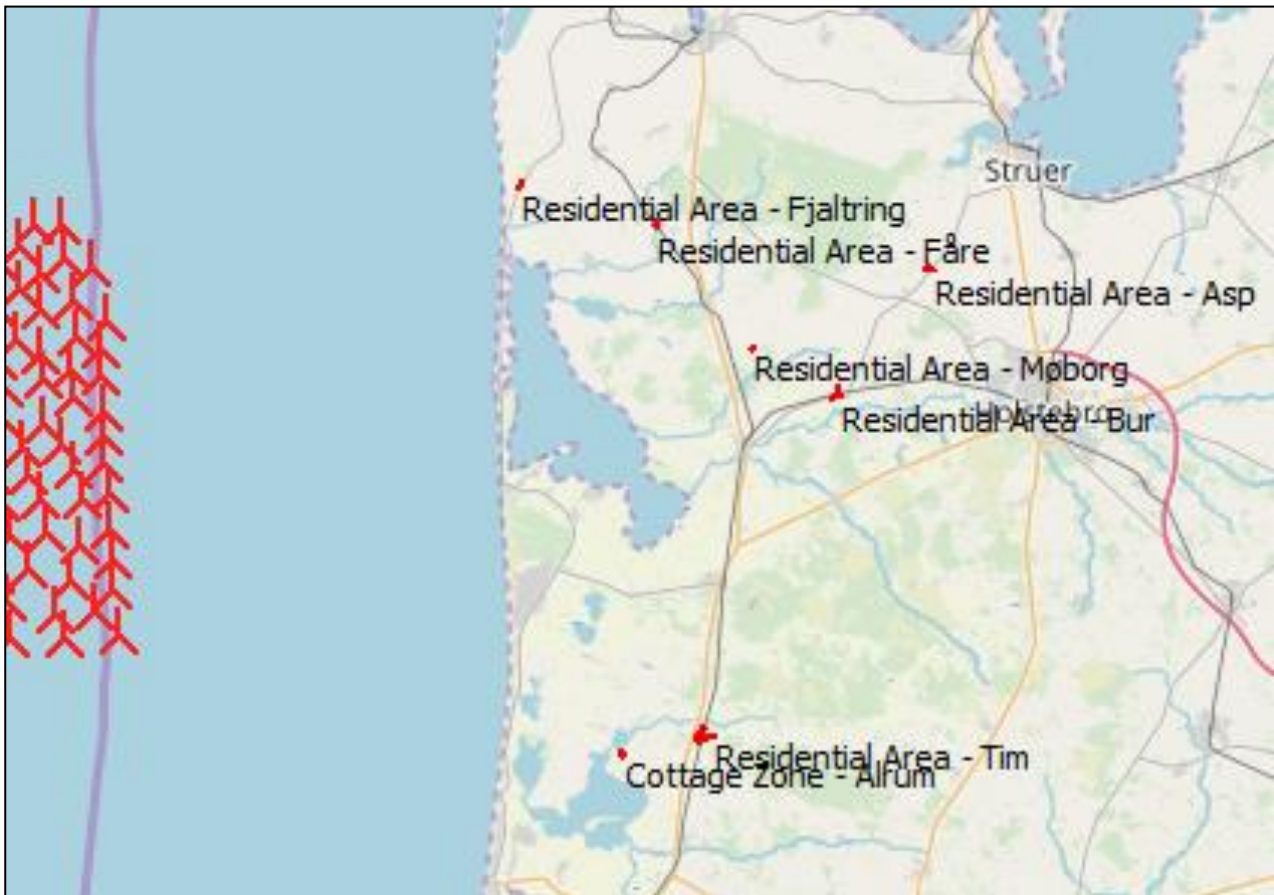 Struer
Residential Area - Fjaltring
Residential Area - Fåre
Residential Area - Asp
Residential Area - Møborg
Holstebro
Residential Area - Bur
Residential Area - Tim
Cottage Zone - Alrum